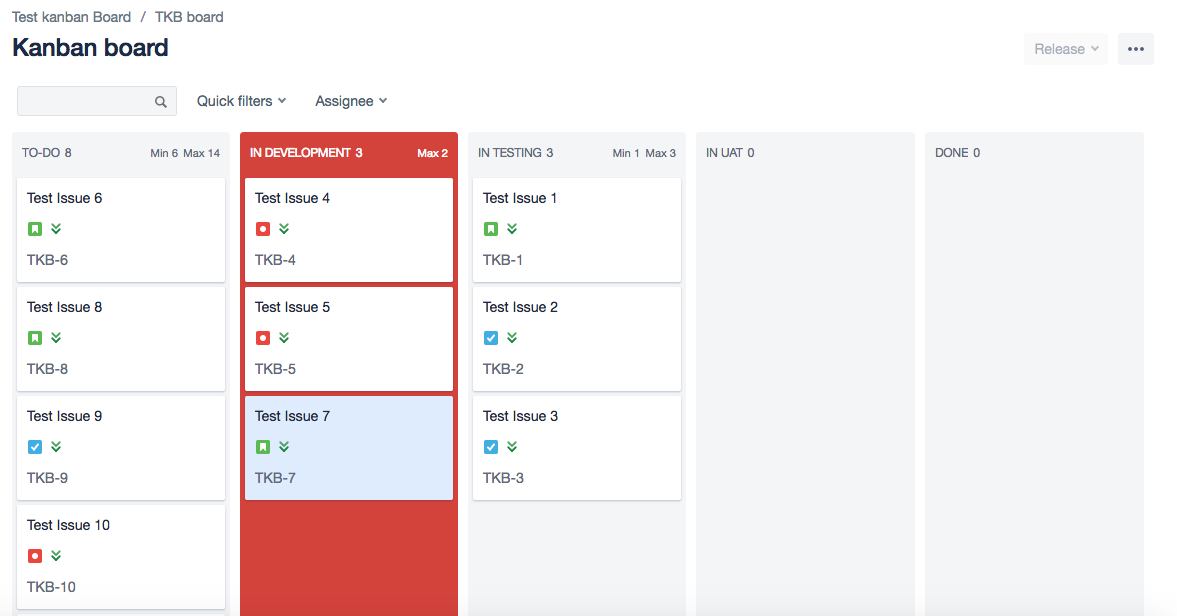 Test kanban Board / TKB board
Kanban board
Release
Quick filters
Assignee
TO-DO 8 Min 6 Max 14
Test Issue 6
TKB-6
Test Issue 8
TKB-8
Test Issue 9
TKB-9
Test Issue 10
TKB-10
IN DEVELOPMENT 3 Max 2
Test Issue 4
TKB-4
Test Issue 5
TKB-5
Test Issue 7
TKB-7
IN TESTING 3 Min 1 Max 3
Test Issue 1
TKB-1
Test Issue 2
TKB-2
Test Issue 3
TKB-3
IN UAT 0
DONE 0